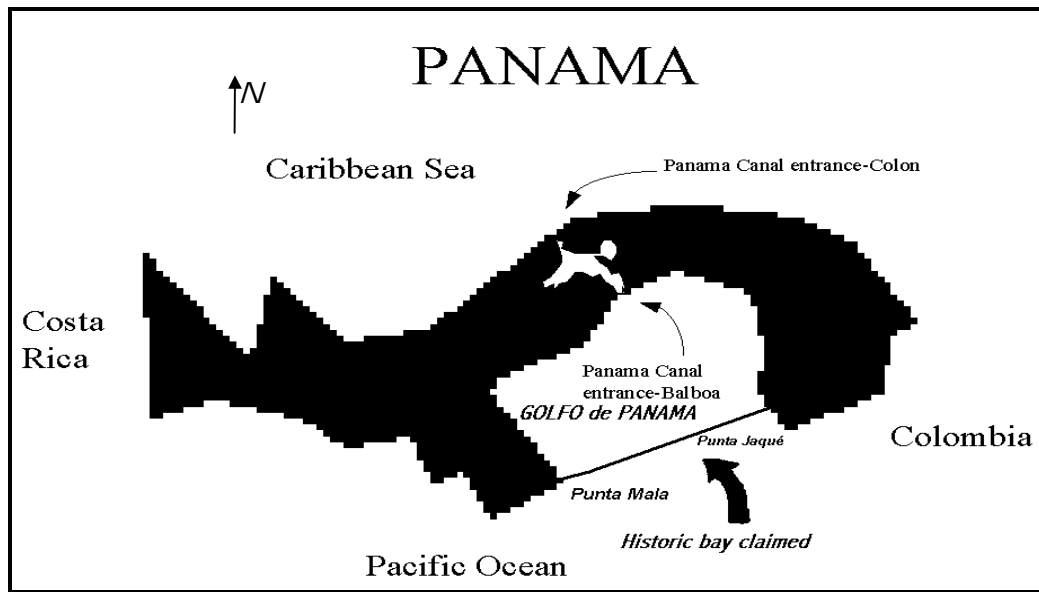 PANAMA
N
Caribbean Sea
Panama Canal entrance-Colon
Costa
Rica
Panama Canal
entrance-Balboa
GOLFO de PANAMA
Colombia
Punta Jaqué
Punta Mala
Historic bay claimed
Pacific Ocean